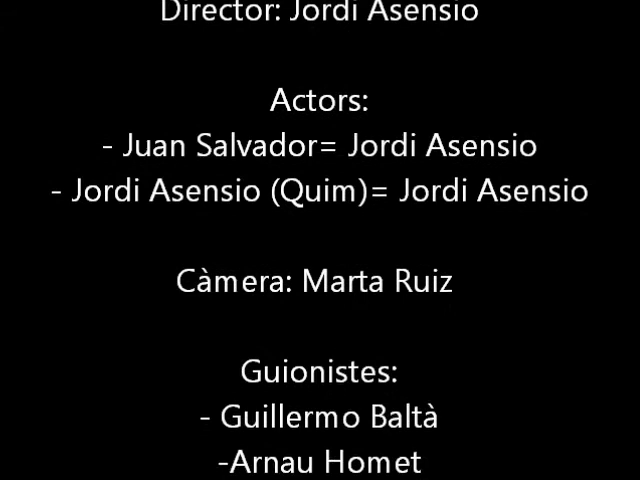 Director: Jordi Asensio
Actors:
- Juan Salvador= Jordi Asensio
- Jordi Asensio (Quim)= Jordi Asensio
Càmera: Marta Ruiz
Guionistes:
- Guillermo Baltà
-Arnau Homet